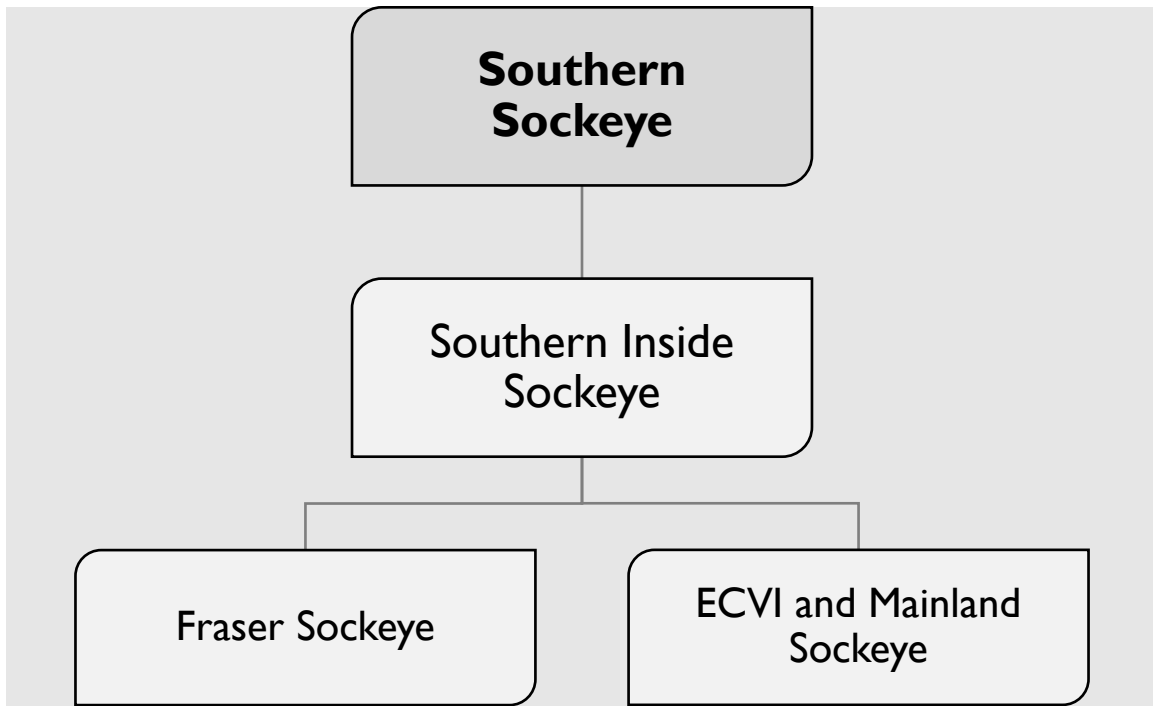 Southern
Sockeye
Southern Inside
Sockeye
Fraser Sockeye
ECVI and Mainland
Sockeye